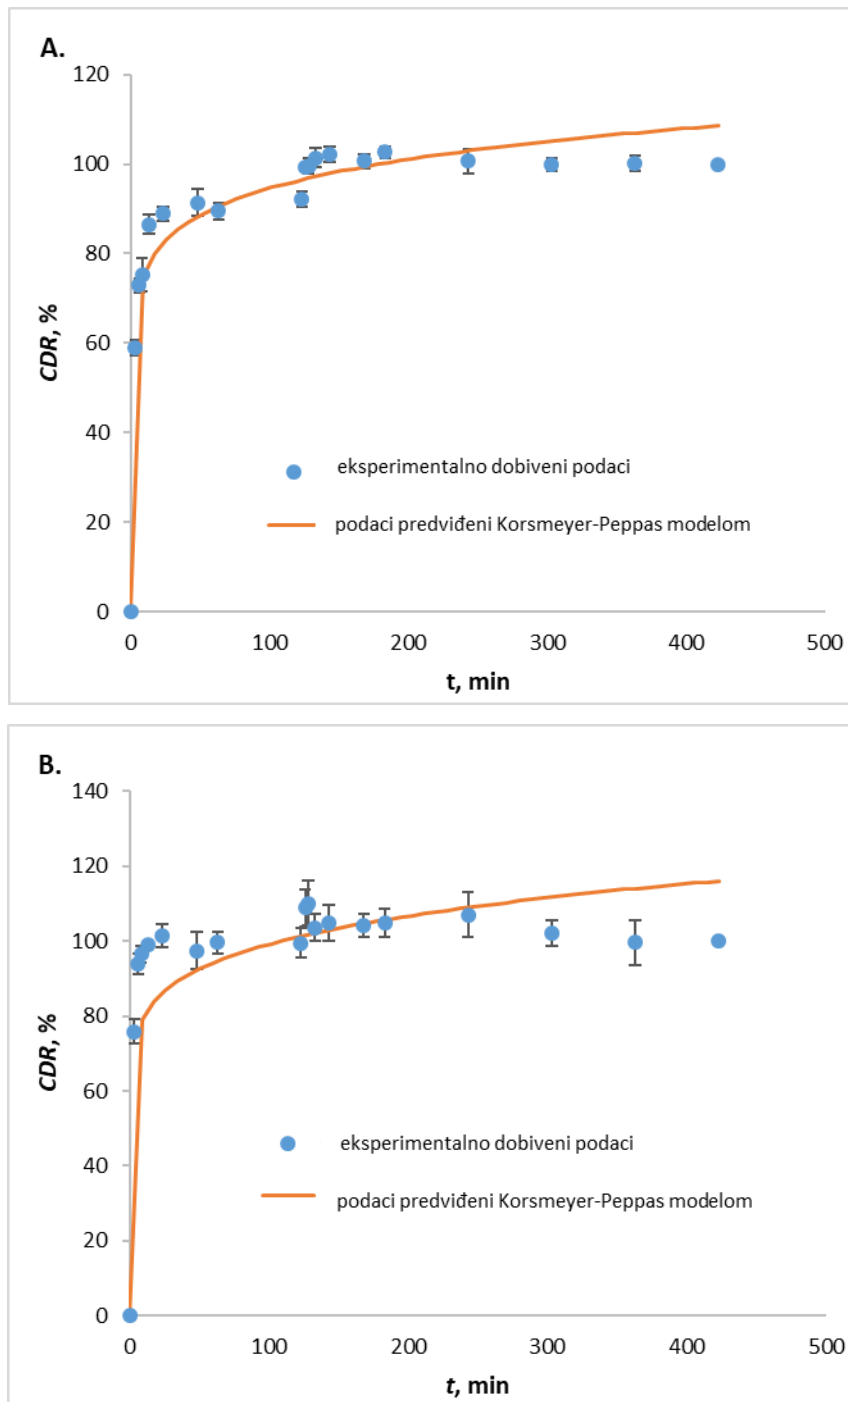 A.
120
100
80
60
40
20
0
CDR, %
eksperimentalno dobiveni podaci
podaci predviđeni Korsmeyer-Peppas modelom
0 100 200 300 400 500
t, min
B.
140
120
100
80
60
40
20
0
CDR, %
eksperimentalno dobiveni podaci
podaci predviđeni Korsmeyer-Peppas modelom
0 100 200 300 400 500
t, min